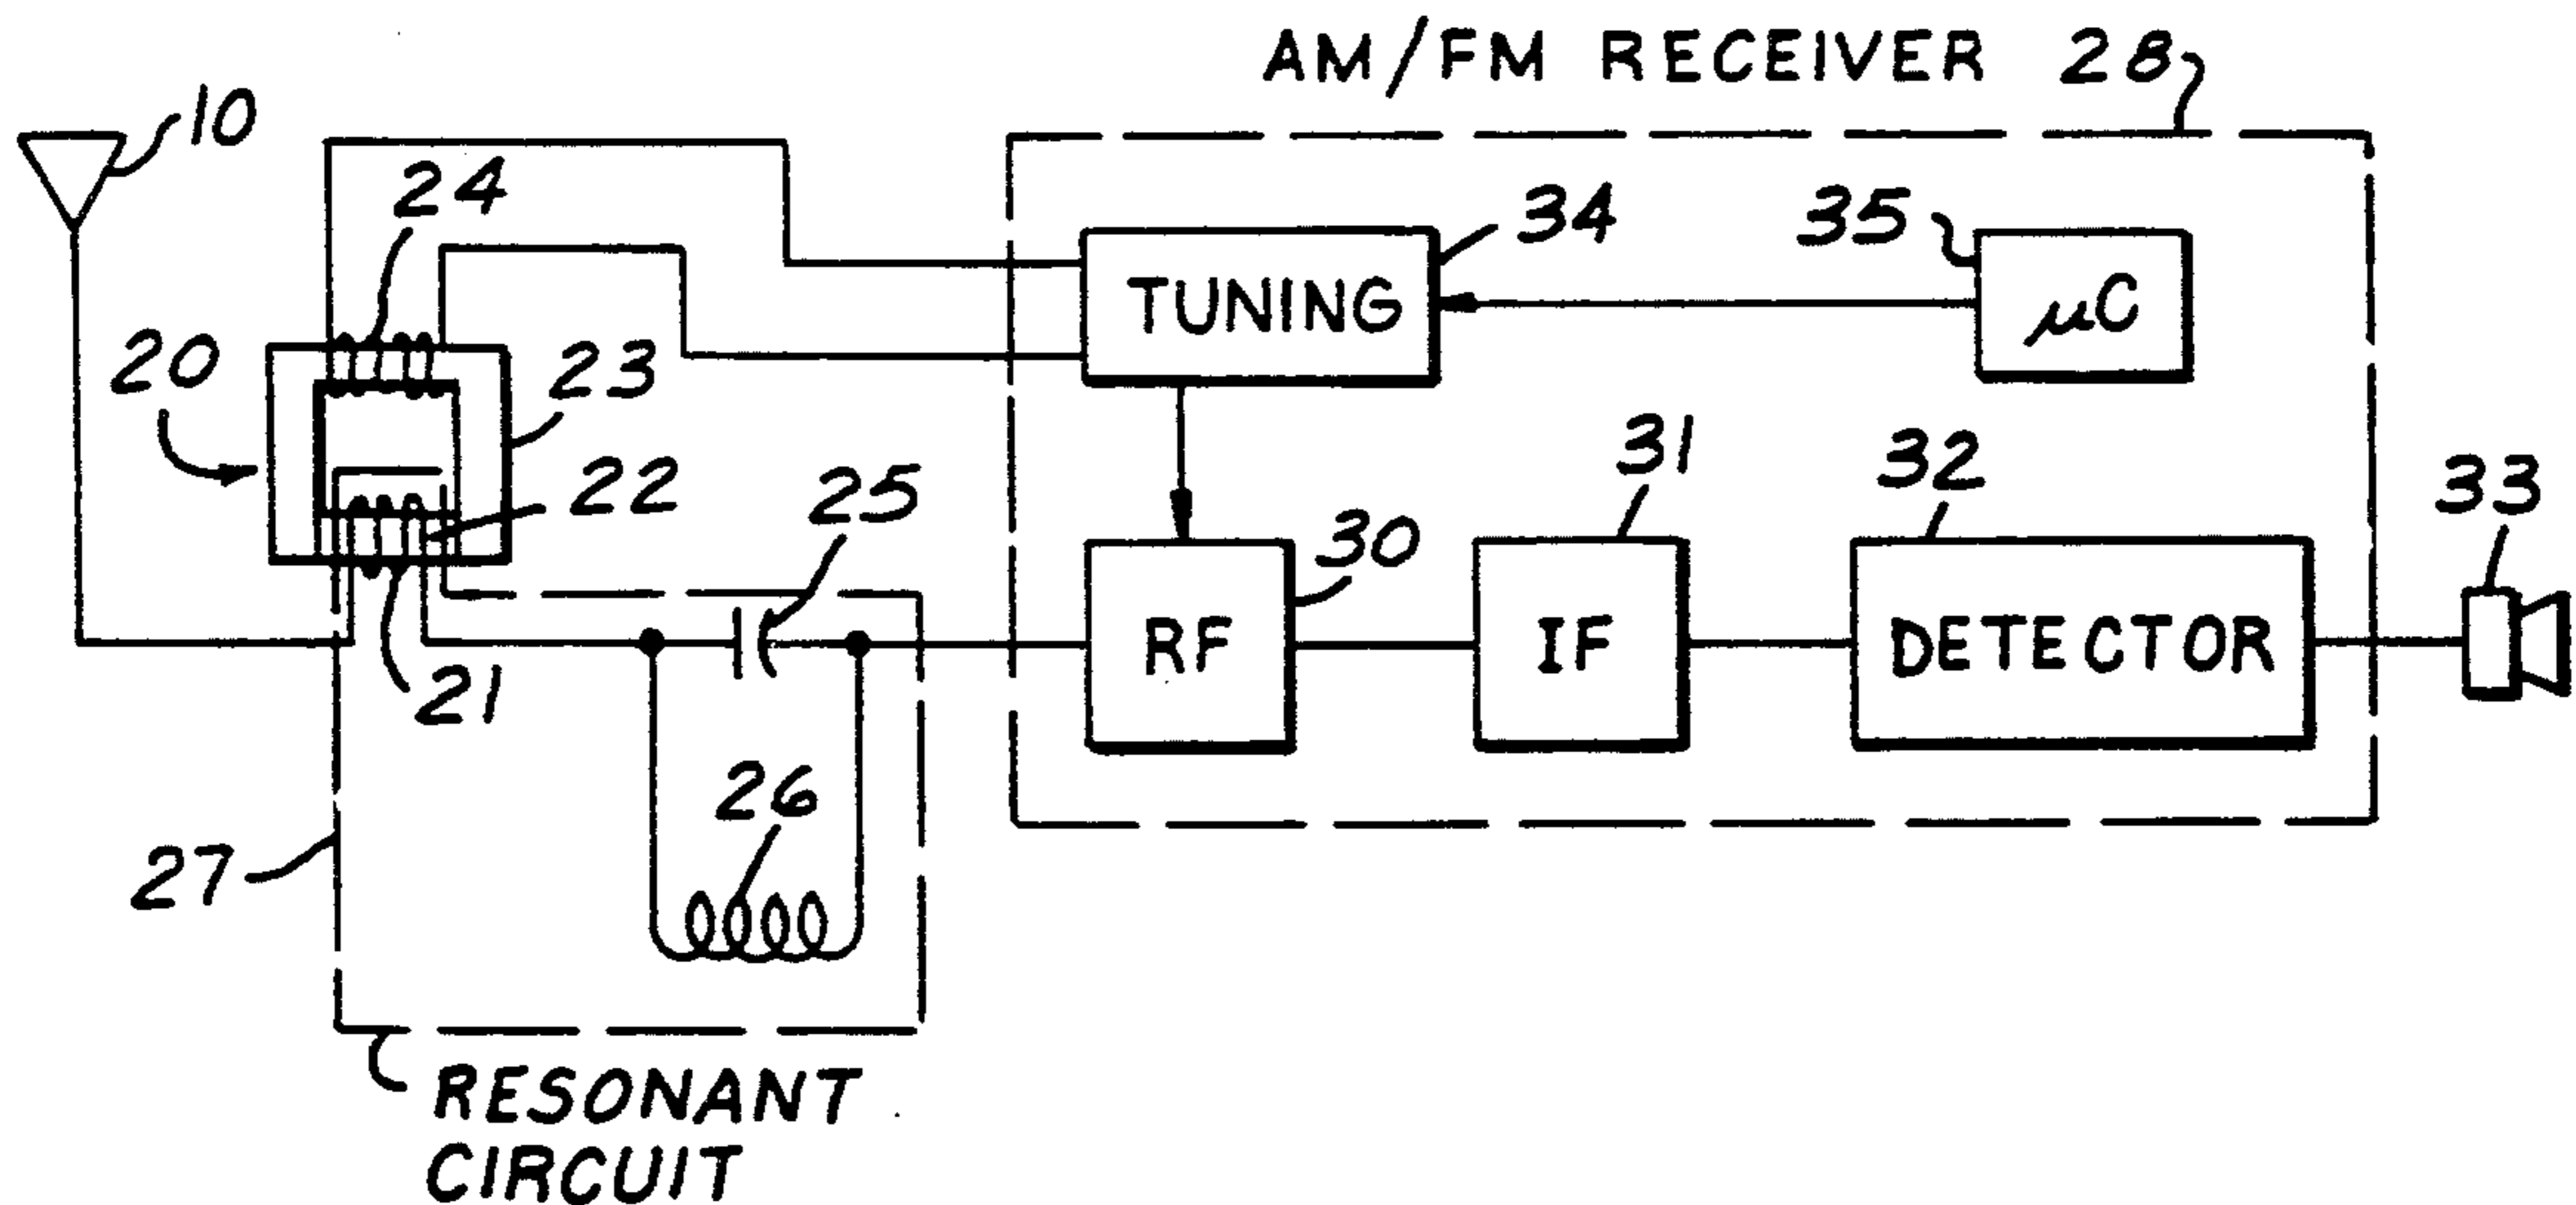 AM/FM RECEIVER 28
10
24
34
35
TUNING
μC
20
23
22
25
31
32
33
30
RF
IF
DETECTOR
21
26
27
RESONANT
CIRCUIT